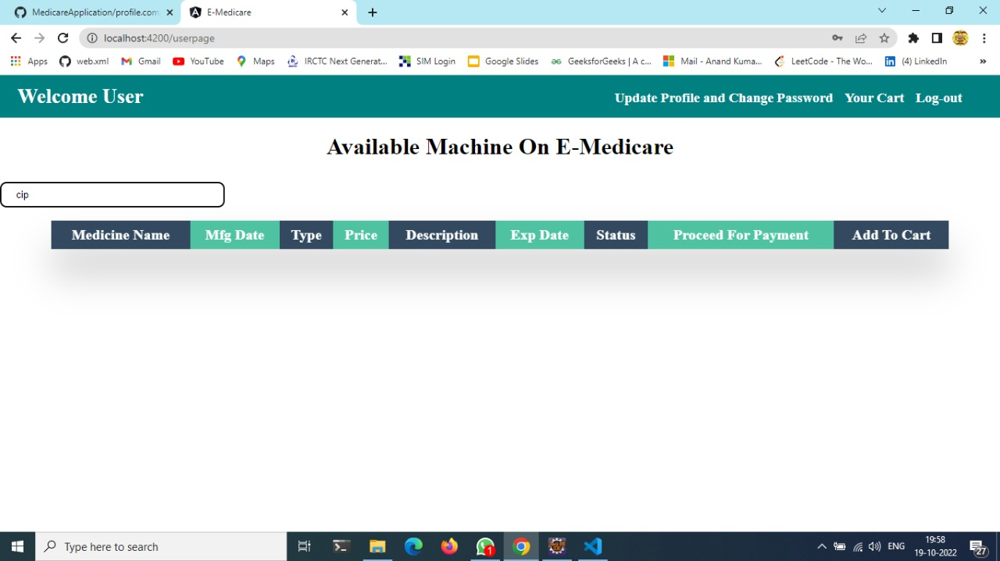 MedicareApplication/profile.com
E-Medicare
localhost:4200/userpage
Apps web.xml Gmail YouTube Maps IRCTC Next Generat... SIM Login Google Slides GeeksforGeeks | A c... Mail - Anand Kuma... LeetCode - The Wo... (4) LinkedIn »
Welcome User Update Profile and Change Password Your Cart Log-out
Available Machine On E-Medicare
cip
Medicine Name Mfg Date Type Price Description Exp Date Status Proceed For Payment Add To Cart
Type here to search
1
ENG
19:58
19-10-2022
27